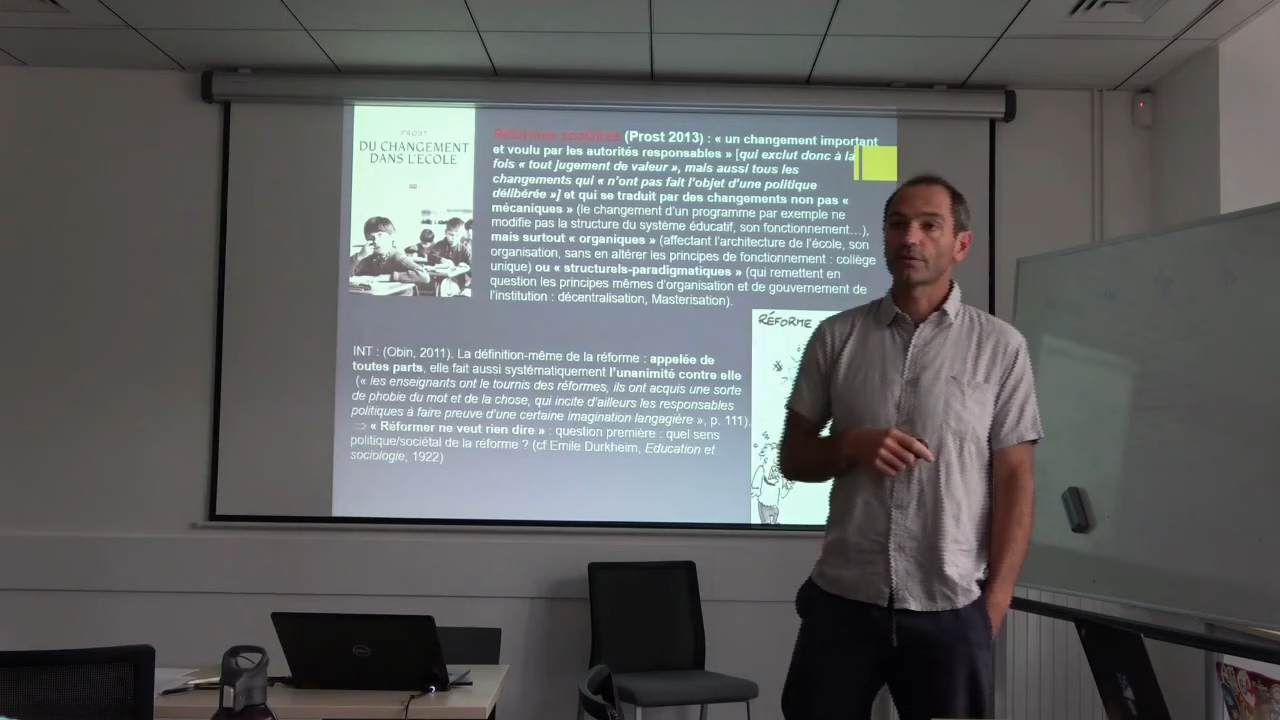 PROST
DU CHANGEMENT
DANS L'ECOLE
Réformes scolaires (Prost 2013) : « un changement important
et voulu par les autorités responsables » [qui exclut donc à la
fois « tout jugement de valeur », mais aussi tous les
changements qui « n'ont pas fait l'objet d'une politique
délibérée »] et qui se traduit par des changements non pas «
mécaniques » (le changement d'un programme par exemple ne
modifie pas la structure du système éducatif, son fonctionnement…),
mais surtout « organiques » (affectant l'architecture de l'école, son
organisation, sans en altérer les principes de fonctionnement : collège
unique) ou « structurels-paradigmatiques » (qui remettent en
question les principes mêmes d'organisation et de gouvernement de
l'institution : décentralisation, Masterisation).
RÉFORME
INT : (Obin, 2011). La définition-même de la réforme : appelée de
toutes parts, elle fait aussi systématiquement l'unanimité contre elle
(« les enseignants ont le tournis des réformes, ils ont acquis une sorte
de phobie du mot et de la chose, qui incite d'ailleurs les responsables
politiques à faire preuve d'une certaine imagination langagière », p. 111).
⇒ « Réformer ne veut rien dire » : question première : quel sens
politique/sociétal de la réforme ? (cf Emile Durkheim, Education et
sociologie, 1922)
DELL